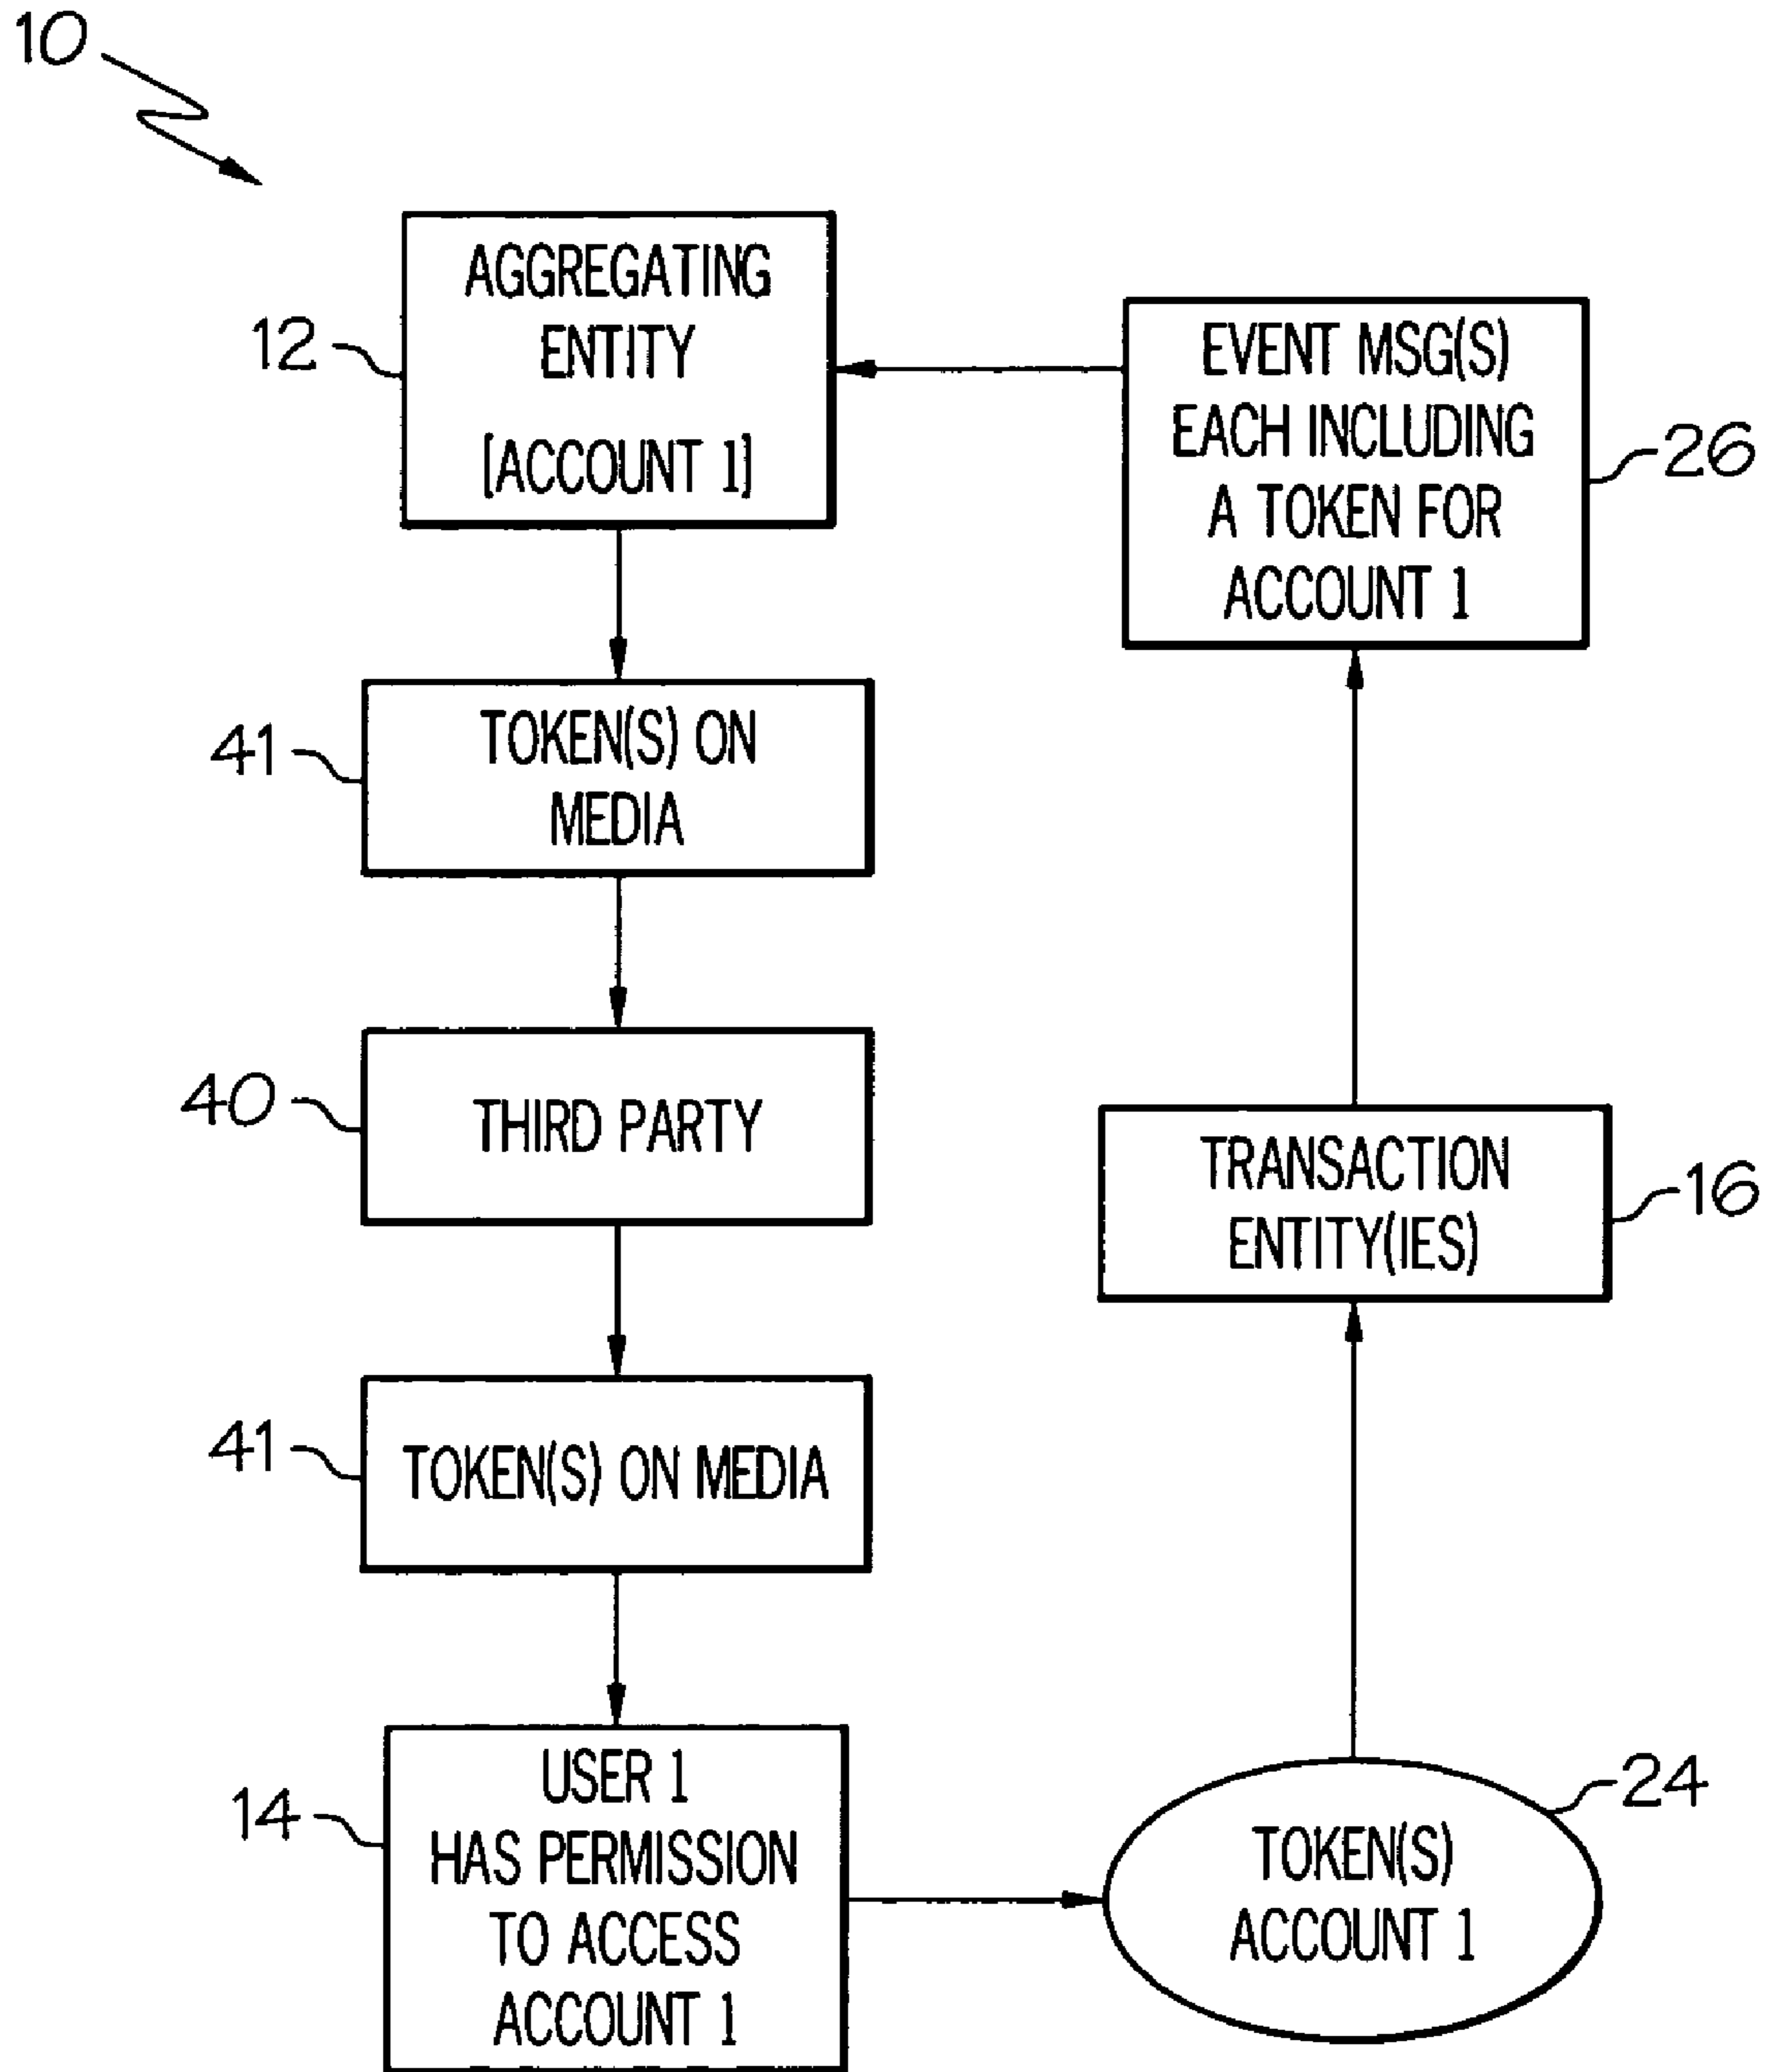 10
AGGREGATING
ENTITY
[ACCOUNT 1]
12
EVENT MSG(S)
EACH INCLUDING
A TOKEN FOR
ACCOUNT 1
26
TOKEN(S) ON
MEDIA
41
THIRD PARTY
40
TRANSACTION
ENTITY(IES)
16
TOKEN(S) ON MEDIA
41
USER 1
HAS PERMISSION
TO ACCESS
ACCOUNT 1
14
TOKEN(S)
ACCOUNT 1
24